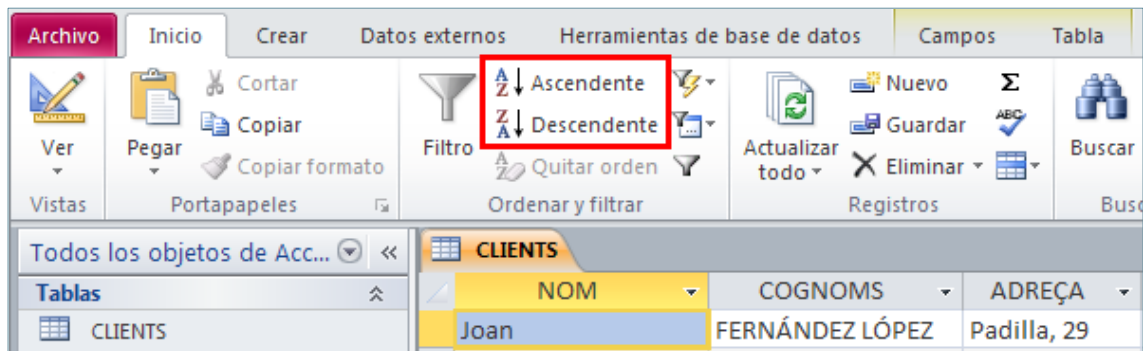 Archivo Inicio Crear Datos externos Herramientas de base de datos Campos Tabla
Ver
Pegar
Cortar
Copiar
Copiar formato
Filtro
Ascendente
Descendente
Quitar orden
Actualizar
todo
Nuevo
Guardar
Eliminar
Σ
ABC
Buscar
Vistas Portapapeles Ordenar y filtrar Registros
Todos los objetos de Acc...
Tablas
CLIENTS
CLIENTS
NOM COGNOMS ADREÇA
Joan FERNÁNDEZ LÓPEZ Padilla, 29